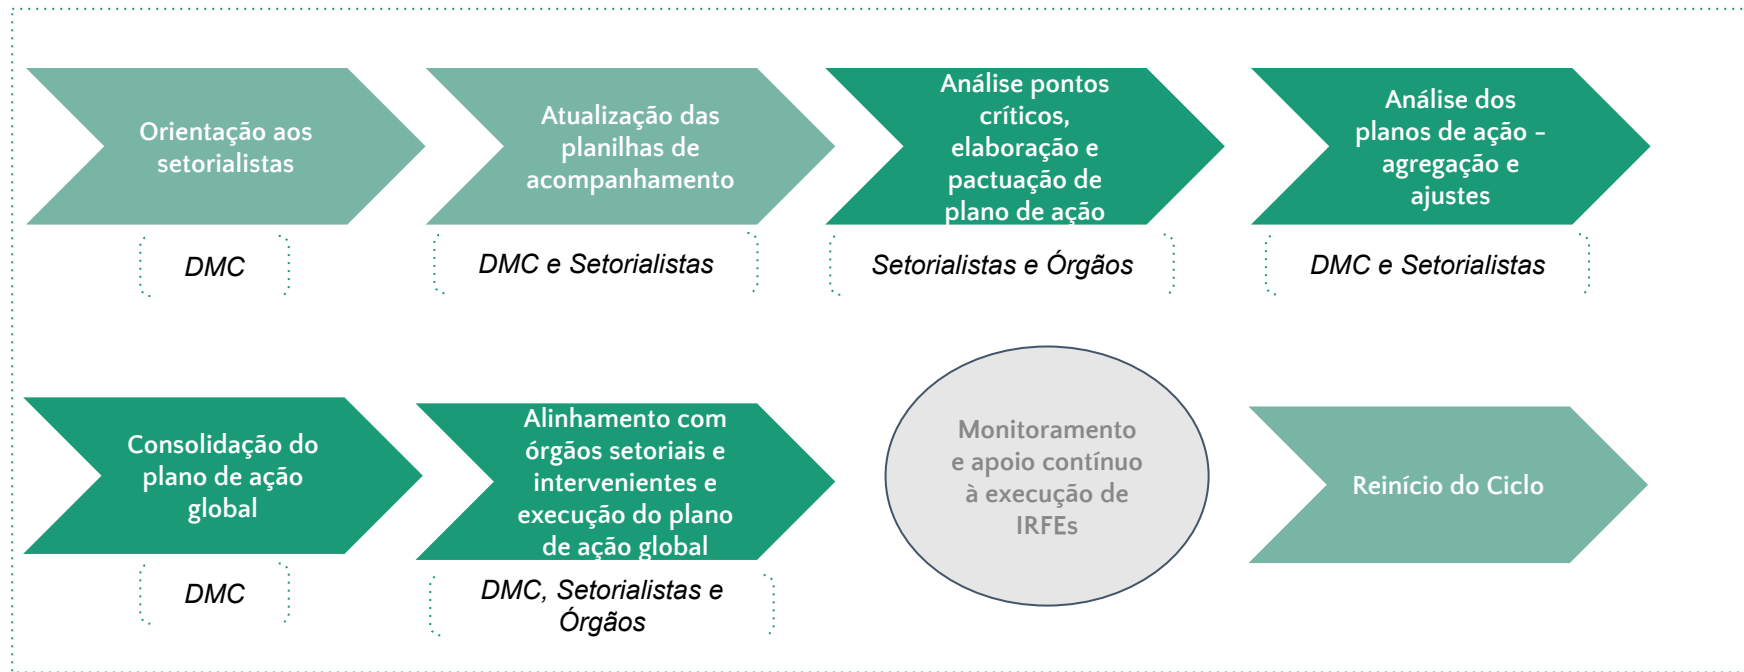 Orientação aos
setorialistas
DMC
Atualização das
planilhas de
acompanhamento
DMC e Setorialistas
Análise pontos
críticos,
elaboração e
pactuação de
plano de ação
Setorialistas e Órgãos
Análise dos
planos de ação -
agregação e
ajustes
DMC e Setorialistas
Consolidação do
plano de ação
global
DMC
Alinhamento com
órgãos setoriais e
intervenientes e
execução do plano
de ação global
DMC, Setorialistas e
Órgãos
Monitoramento
e apoio contínuo
à execução de
IRFEs
Reinício do Ciclo